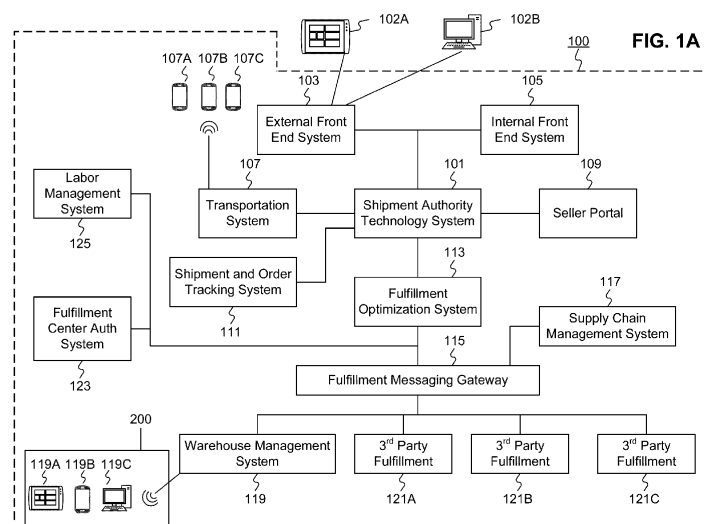 102A
102B
FIG. 1A
100
107A
107B
107C
103
105
External Front
End System
Internal Front
End System
107
101
109
Labor
Management
System
125
Transportation
System
Shipment Authority
Technology System
Seller Portal
Shipment and Order
Tracking System
111
113
Fulfillment
Optimization System
117
Supply Chain
Management System
Fulfillment
Center Auth
System
123
115
Fulfillment Messaging Gateway
200
119A
119B
119C
Warehouse Management
System
119
3rd Party
Fulfillment
121A
3rd Party
Fulfillment
121B
3rd Party
Fulfillment
121C